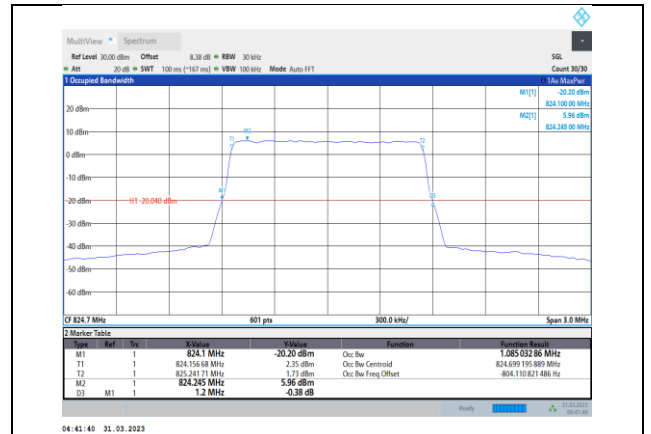 MultiView Spectrum
Ref Level 30.00 dBm Offset 8.38 dB RBW 30 kHz SGL
Att 20 dB SWT 100 ms (~167 ms) VBW 100 kHz Mode Auto FFT Count 30/30
1 Occupied Bandwidth 1Av MaxPwr
M1[1] -20.20 dBm
824.100 00 MHz
M2[1] 5.96 dBm
824.245 00 MHz
20 dBm
10 dBm
T1 M2 T2
0 dBm
-10 dBm
M1
-20 dBm H1 -20.040 dBm D3
-30 dBm
-40 dBm
-50 dBm
-60 dBm
CF 824.7 MHz 601 pts 300.0 kHz/ Span 3.0 MHz
2 Marker Table
Type Ref Trc X-Value Y-Value Function Function Result
M1 1 824.1 MHz -20.20 dBm Occ Bw 1.085 032 86 MHz
T1 1 824.156 68 MHz 2.35 dBm Occ Bw Centroid 824.699 195 889 MHz
T2 1 825.241 71 MHz 1.73 dBm Occ Bw Freq Offset -804.110 821 486 Hz
M2 1 824.245 MHz 5.96 dBm
D3 M1 1 1.2 MHz -0.38 dB
Ready 31.03.2023
04:41:40
04:41:40 31.03.2023